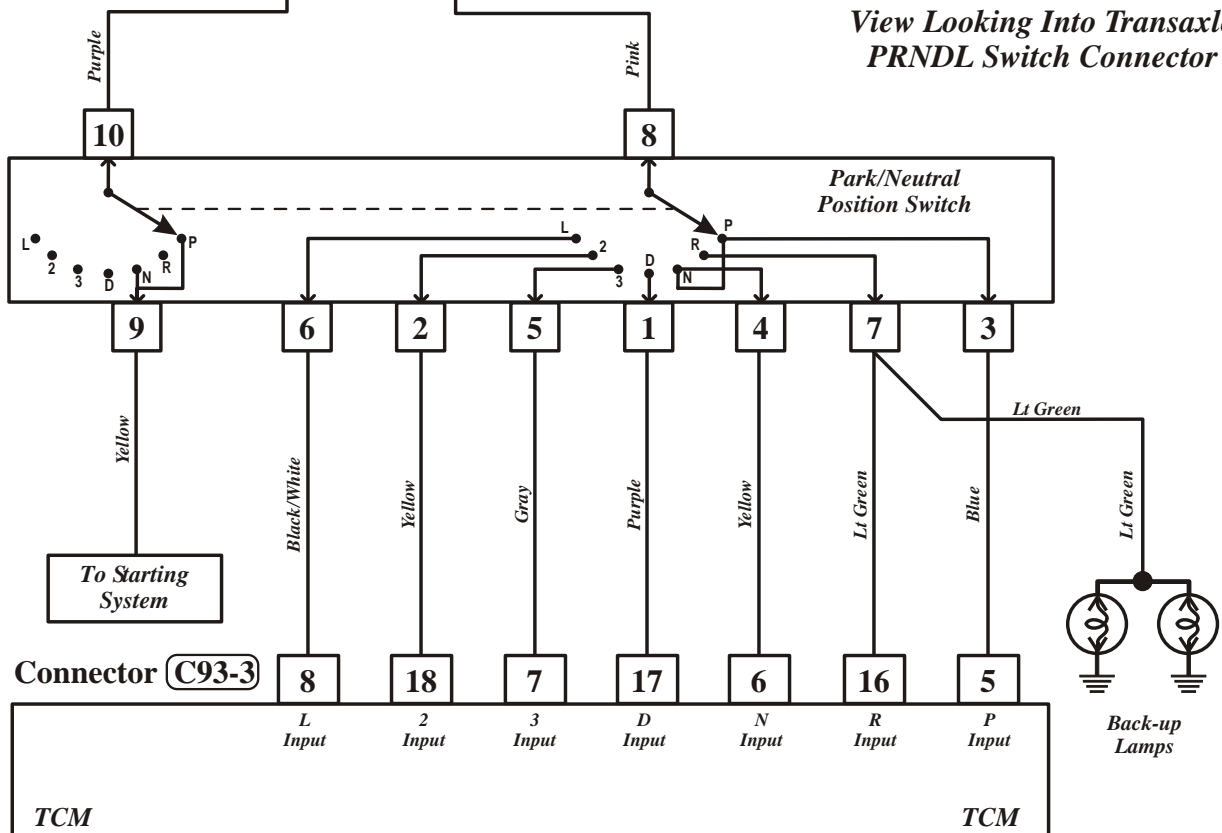 View Looking Into Transaxle
PRNDL Switch Connector
Purple
Pink
10
8
Park/Neutral
Position Switch
L
2
3
D
N
R
P
L
2
3
D
N
R
P
9
6
2
5
1
4
7
3
Lt Green
Yellow
Black/White
Yellow
Gray
Purple
Yellow
Lt Green
Blue
Lt Green
To Starting
System
Connector C93-3
8
18
7
17
6
16
5
L
Input
2
Input
3
Input
D
Input
N
Input
R
Input
P
Input
Back-up
Lamps
TCM
TCM